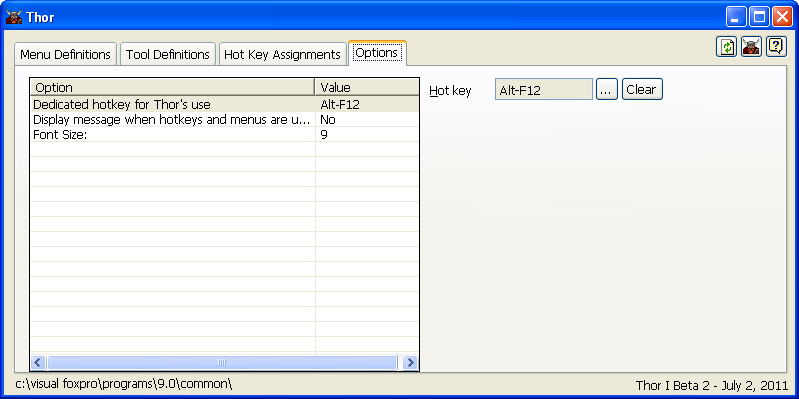 Thor
Menu Definitions Tool Definitions Hot Key Assignments Options
Option Value
Dedicated hotkey for Thor's use Alt-F12
Display message when hotkeys and menus are u... No
Font Size: 9
Hot key Alt-F12 ... Clear
c:\visual foxpro\programs\9.0\common\ Thor I Beta 2 - July 2, 2011